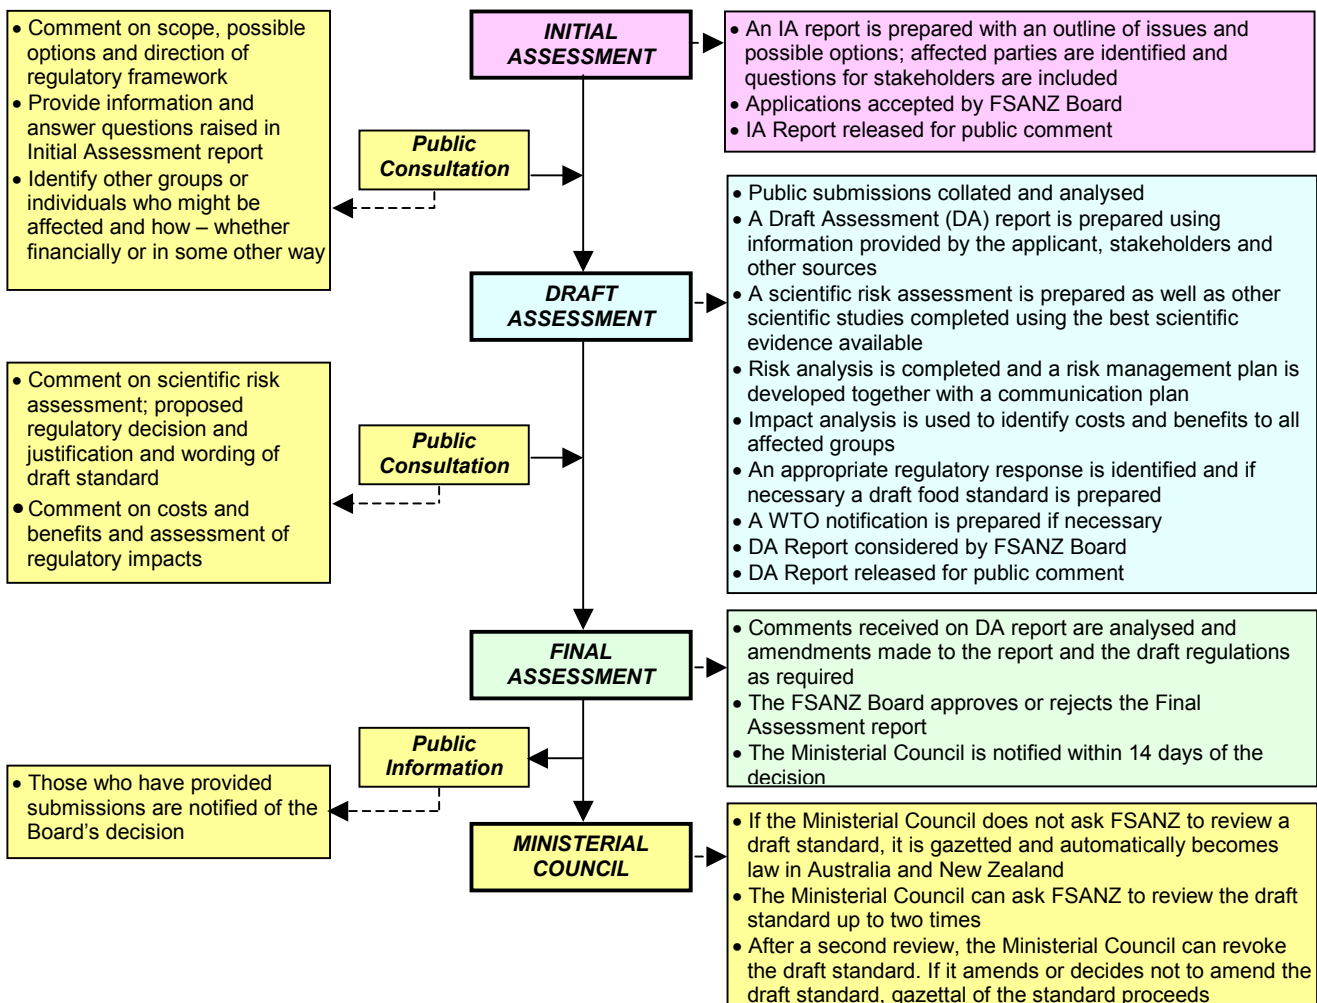 • Comment on scope, possible
options and direction of
regulatory framework
• Provide information and
answer questions raised in
Initial Assessment report
• Identify other groups or
individuals who might be
affected and how – whether
financially or in some other way
INITIAL
ASSESSMENT
• An IA report is prepared with an outline of issues and
possible options; affected parties are identified and
questions for stakeholders are included
• Applications accepted by FSANZ Board
• IA Report released for public comment
Public
Consultation
DRAFT
ASSESSMENT
• Public submissions collated and analysed
• A Draft Assessment (DA) report is prepared using
information provided by the applicant, stakeholders and
other sources
• A scientific risk assessment is prepared as well as other
scientific studies completed using the best scientific
evidence available
• Risk analysis is completed and a risk management plan is
developed together with a communication plan
• Impact analysis is used to identify costs and benefits to all
affected groups
• An appropriate regulatory response is identified and if
necessary a draft food standard is prepared
• A WTO notification is prepared if necessary
• DA Report considered by FSANZ Board
• DA Report released for public comment
• Comment on scientific risk
assessment; proposed
regulatory decision and
justification and wording of
draft standard
• Comment on costs and
benefits and assessment of
regulatory impacts
Public
Consultation
FINAL
ASSESSMENT
• Comments received on DA report are analysed and
amendments made to the report and the draft regulations
as required
• The FSANZ Board approves or rejects the Final
Assessment report
• The Ministerial Council is notified within 14 days of the
decision
Public
Information
• Those who have provided
submissions are notified of the
Board's decision
MINISTERIAL
COUNCIL
• If the Ministerial Council does not ask FSANZ to review a
draft standard, it is gazetted and automatically becomes
law in Australia and New Zealand
• The Ministerial Council can ask FSANZ to review the draft
standard up to two times
• After a second review, the Ministerial Council can revoke
the draft standard. If it amends or decides not to amend the
draft standard, gazettal of the standard proceeds